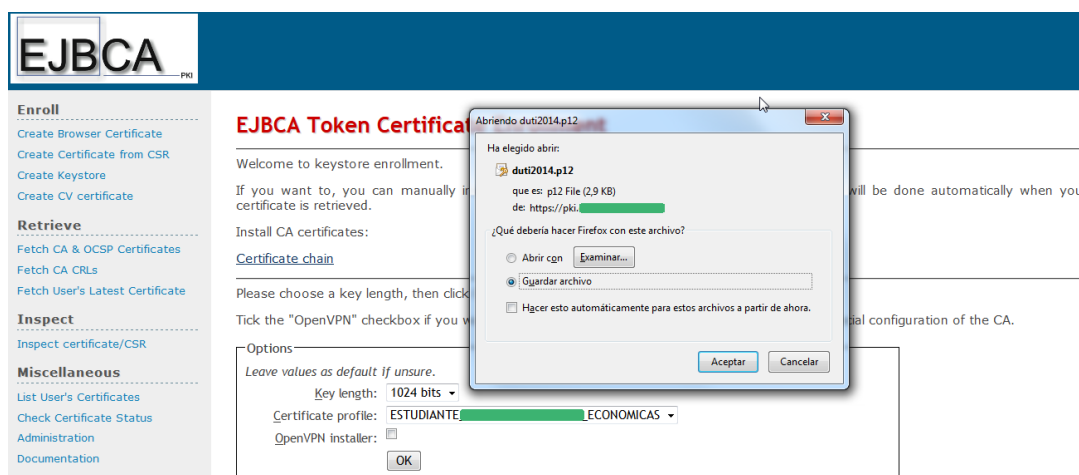 EJBCA
PKI
Enroll
Create Browser Certificate
Create Certificate from CSR
Create Keystore
Create CV certificate
Retrieve
Fetch CA & OCSP Certificates
Fetch CA CRLs
Fetch User's Latest Certificate
Inspect
Inspect certificate/CSR
Miscellaneous
List User's Certificates
Check Certificate Status
Administration
Documentation
EJBCA Token Certificate Enrollment
Welcome to keystore enrollment.
If you want to, you can manually
will be done automatically when you
certificate is retrieved.
Install CA certificates:
Certificate chain
Please choose a key length, then click
Tick the "OpenVPN" checkbox if you
configuration of the CA.
Options
Leave values as default if unsure.
Key length: 1024 bits
Certificate profile: ESTUDIANTE_ _ECONOMICAS
OpenVPN installer:
OK
Abriendo duti2014.p12
Ha elegido abrir:
duti2014.p12
que es: p12 File (2,9 KB)
de: https://pki.
¿Qué debería hacer Firefox con este archivo?
Abrir con Examinar...
Guardar archivo
Hacer esto automáticamente para estos archivos a partir de ahora.
Aceptar Cancelar